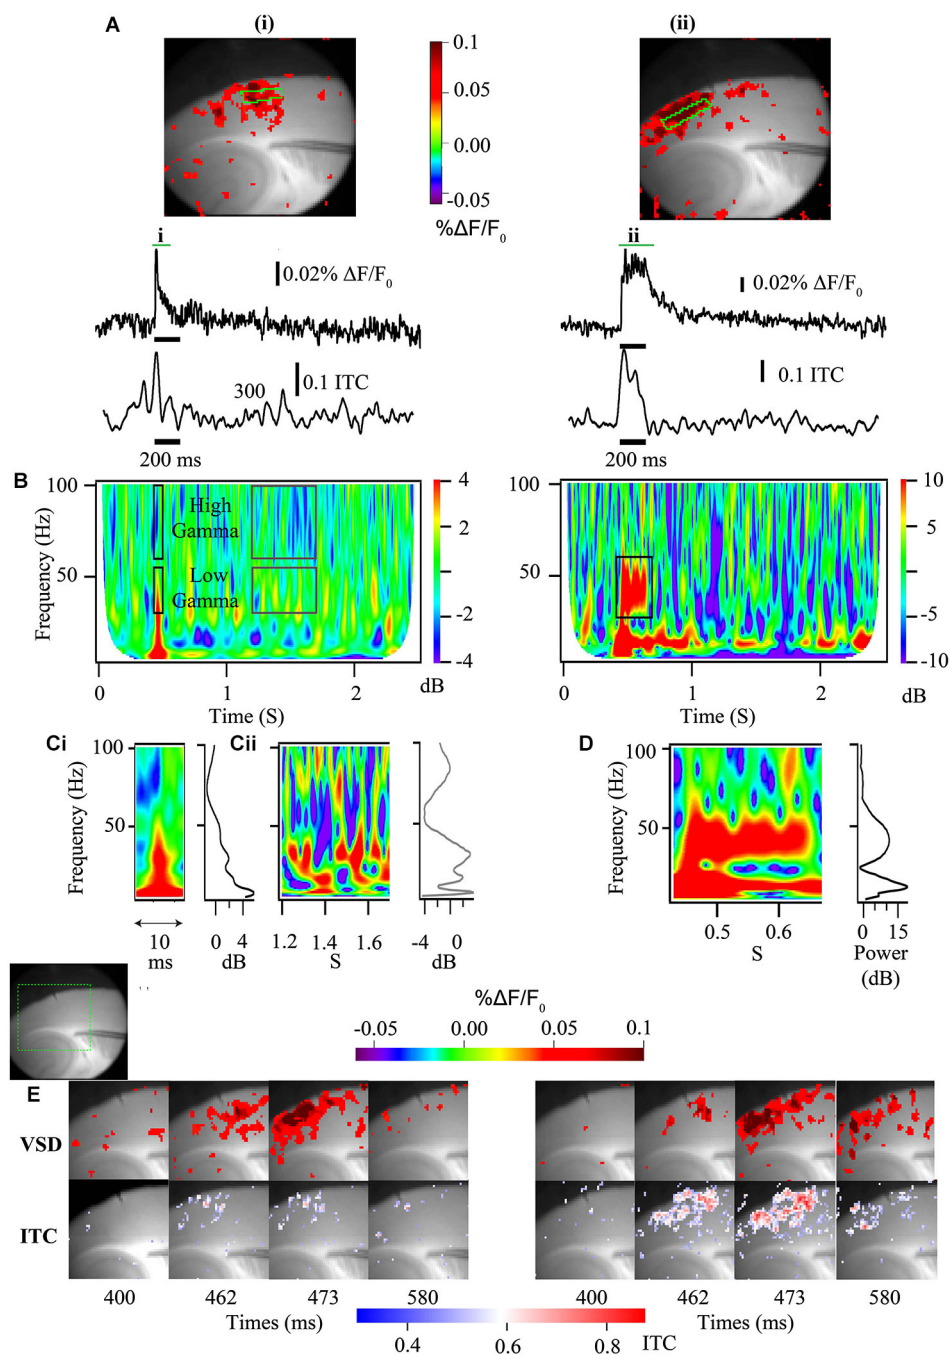 A
(i)
(ii)
0.1
0.05
0.00
-0.05
%ΔF/F0
i
0.02% ΔF/F0
ii
0.02% ΔF/F0
300
0.1 ITC
0.1 ITC
200 ms
200 ms
B
Frequency (Hz)
100
50
High
Gamma
Low
Gamma
4
2
0
-2
-4
dB
0
1
2
Time (S)
100
50
10
5
0
-5
-10
dB
0
1
2
Time (S)
Ci
Frequency (Hz)
100
50
10
ms
0 4
dB
Cii
1.2 1.4 1.6
S
-4 0
dB
D
Frequency (Hz)
100
50
0.5 0.6
S
0 15
Power
(dB)
%ΔF/F0
-0.05 0.00 0.05 0.1
E
VSD
ITC
400 462 473 580
Times (ms)
400 462 473 580
Times (ms)
0.4 0.6 0.8 ITC